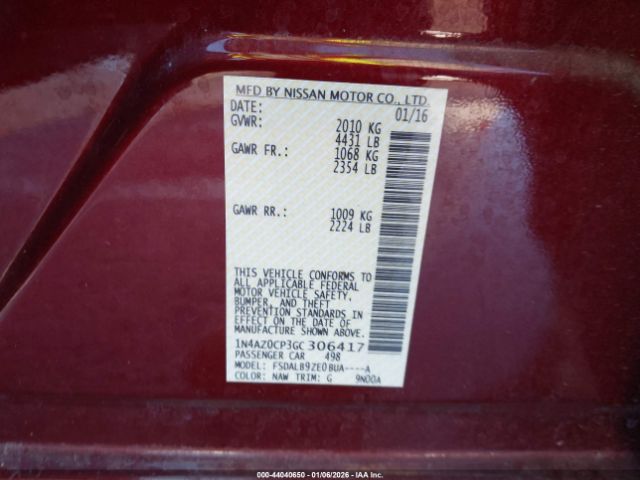 MFD BY NISSAN MOTOR CO., LTD
DATE: 01/16
GVWR: 2010 KG
4431 LB
GAWR FR.: 1068 KG
2354 LB
GAWR RR.: 1009 KG
2224 LB
THIS VEHICLE CONFORMS TO
ALL APPLICABLE FEDERAL
MOTOR VEHICLE SAFETY,
BUMPER, AND THEFT
PREVENTION STANDARDS IN
EFFECT ON THE DATE OF
MANUFACTURE SHOWN ABOVE.
1N4AZ0CP3GC306417
PASSENGER CAR 498
MODEL: FSDALB9ZE0BUA----A
COLOR: NAW TRIM: G 9N00A
000-44040650 | 01/06/2026 - IAA Inc.